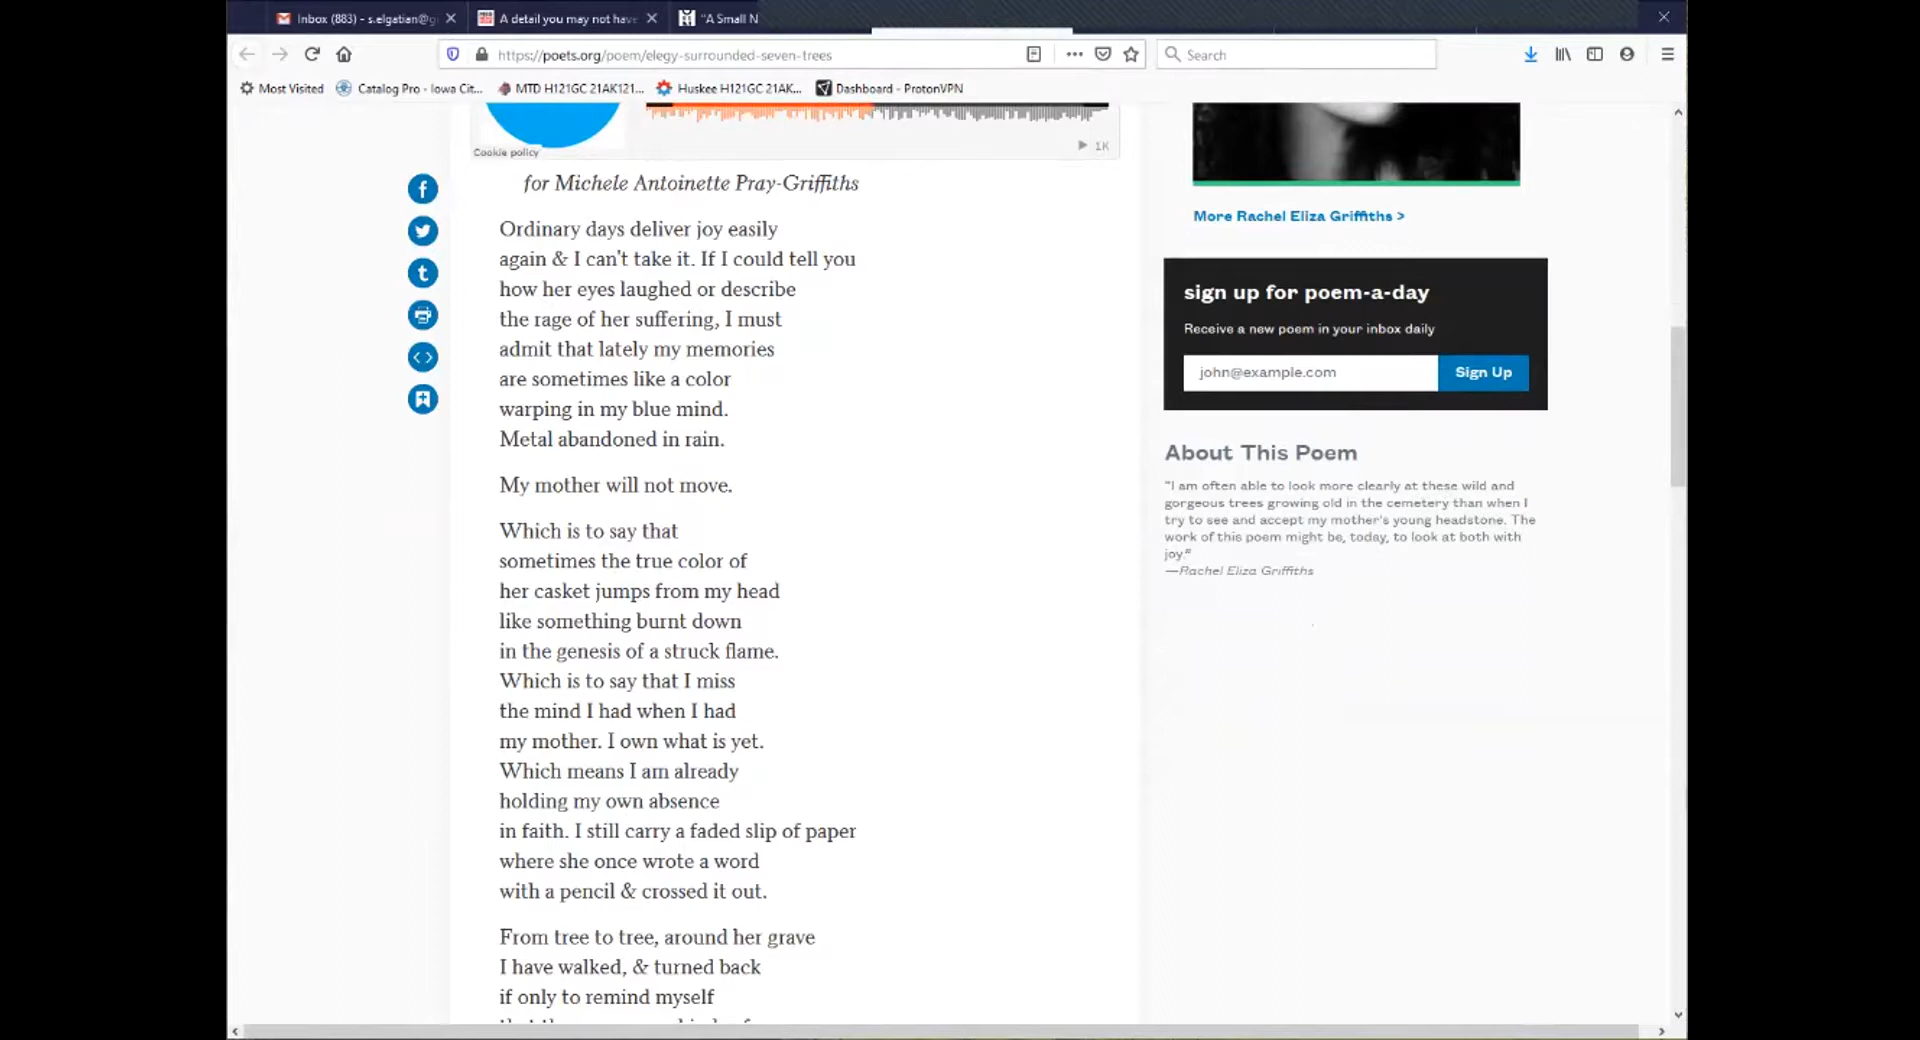 Inbox (883) - s.elgatian@g
A detail you may not have
"A Small N
https://poets.org/poem/elegy-surrounded-seven-trees
Search
Most Visited
Catalog Pro - Iowa Cit...
MTD H121GC 21AK121...
Huskee H121GC 21AK...
Dashboard - ProtonVPN
Cookie policy
1K
for Michele Antoinette Pray-Griffiths
Ordinary days deliver joy easily
again & I can't take it. If I could tell you
how her eyes laughed or describe
the rage of her suffering, I must
admit that lately my memories
are sometimes like a color
warping in my blue mind.
Metal abandoned in rain.
My mother will not move.
Which is to say that
sometimes the true color of
her casket jumps from my head
like something burnt down
in the genesis of a struck flame.
Which is to say that I miss
the mind I had when I had
my mother. I own what is yet.
Which means I am already
holding my own absence
in faith. I still carry a faded slip of paper
where she once wrote a word
with a pencil & crossed it out.
From tree to tree, around her grave
I have walked, & turned back
if only to remind myself
More Rachel Eliza Griffiths >
sign up for poem-a-day
Receive a new poem in your inbox daily
john@example.com
Sign Up
About This Poem
"I am often able to look more clearly at these wild and
gorgeous trees growing old in the cemetery than when I
try to see and accept my mother's young headstone. The
work of this poem might be, today, to look at both with
joy."
—Rachel Eliza Griffiths